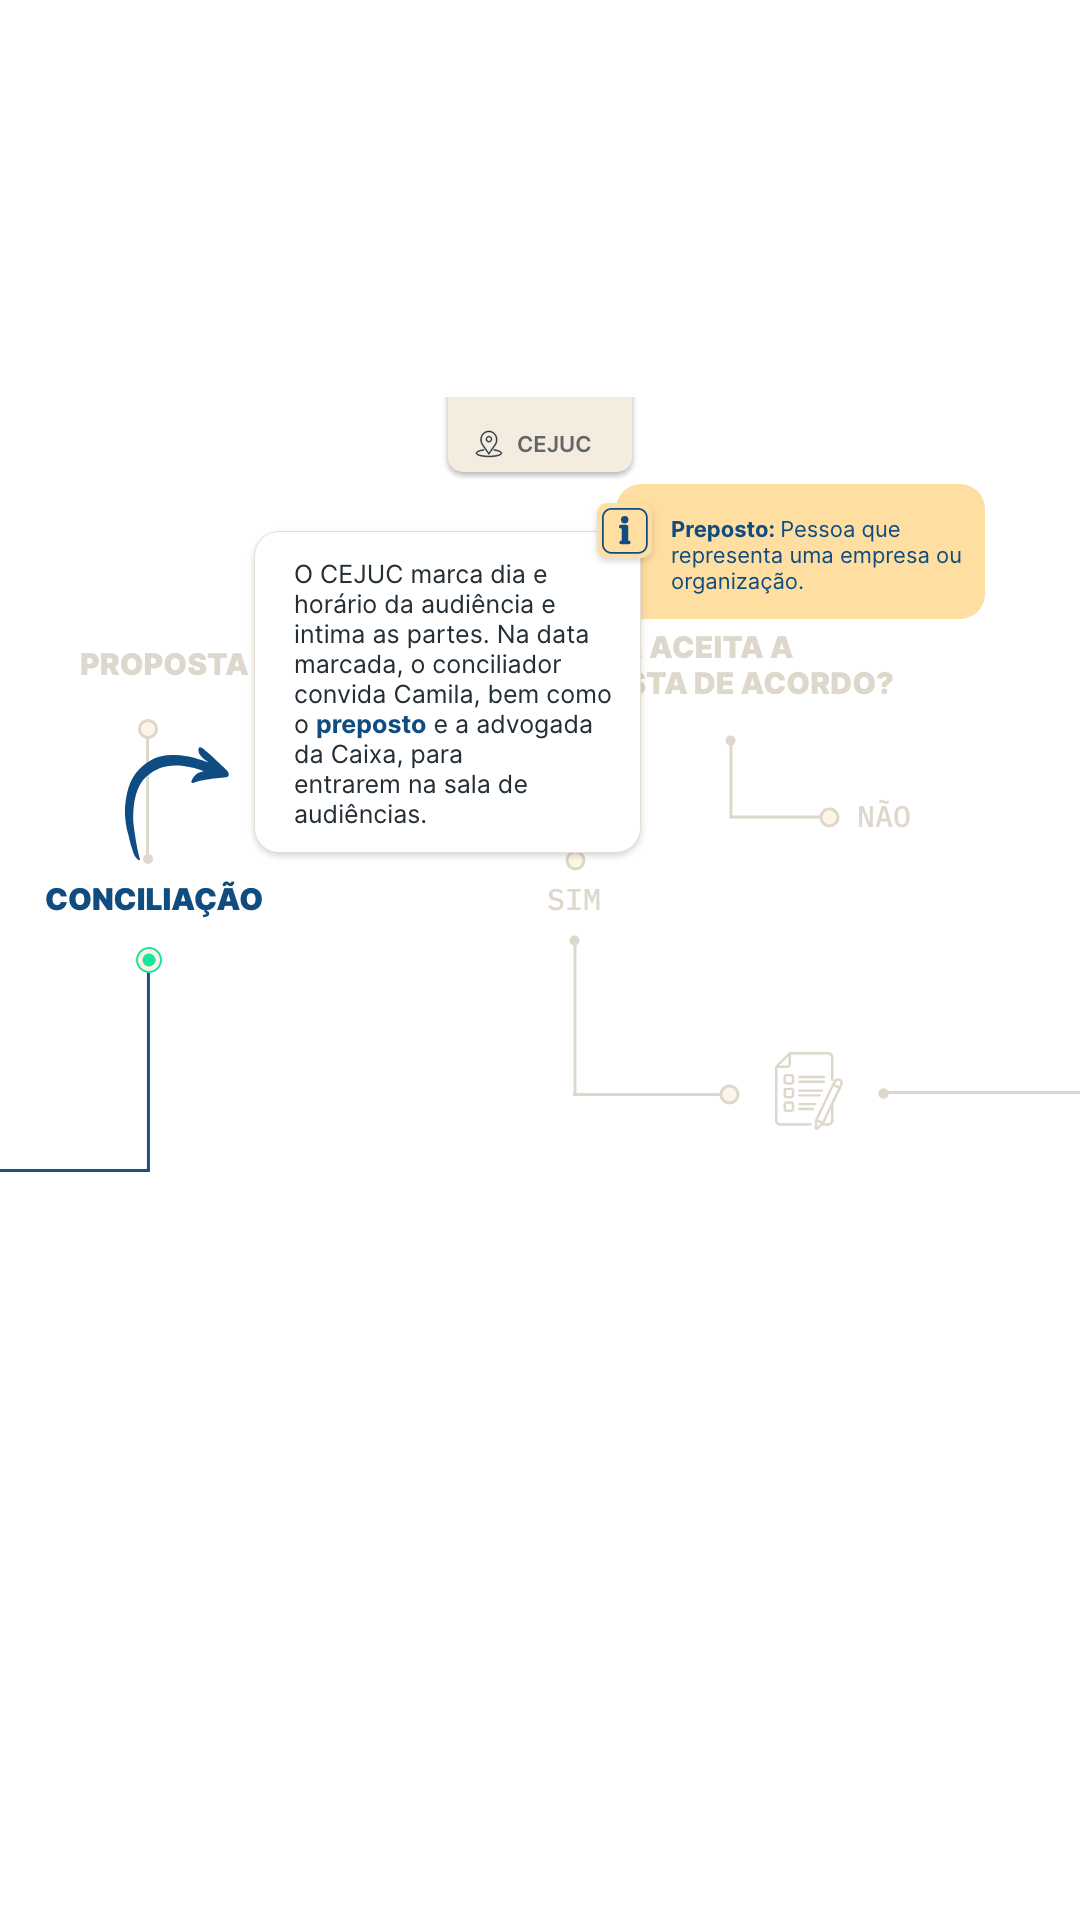 CEJUC
Preposto: Pessoa que
representa uma empresa ou
organização.
O CEJUC marca dia e
horário da audiência e
intima as partes. Na data
marcada, o conciliador
convida Camila, bem como
o preposto e a advogada
da Caixa, para
entrarem na sala de
audiências.
PROPOSTA
ACEITA A
DE ACORDO?
NÃO
CONCILIAÇÃO
SIM